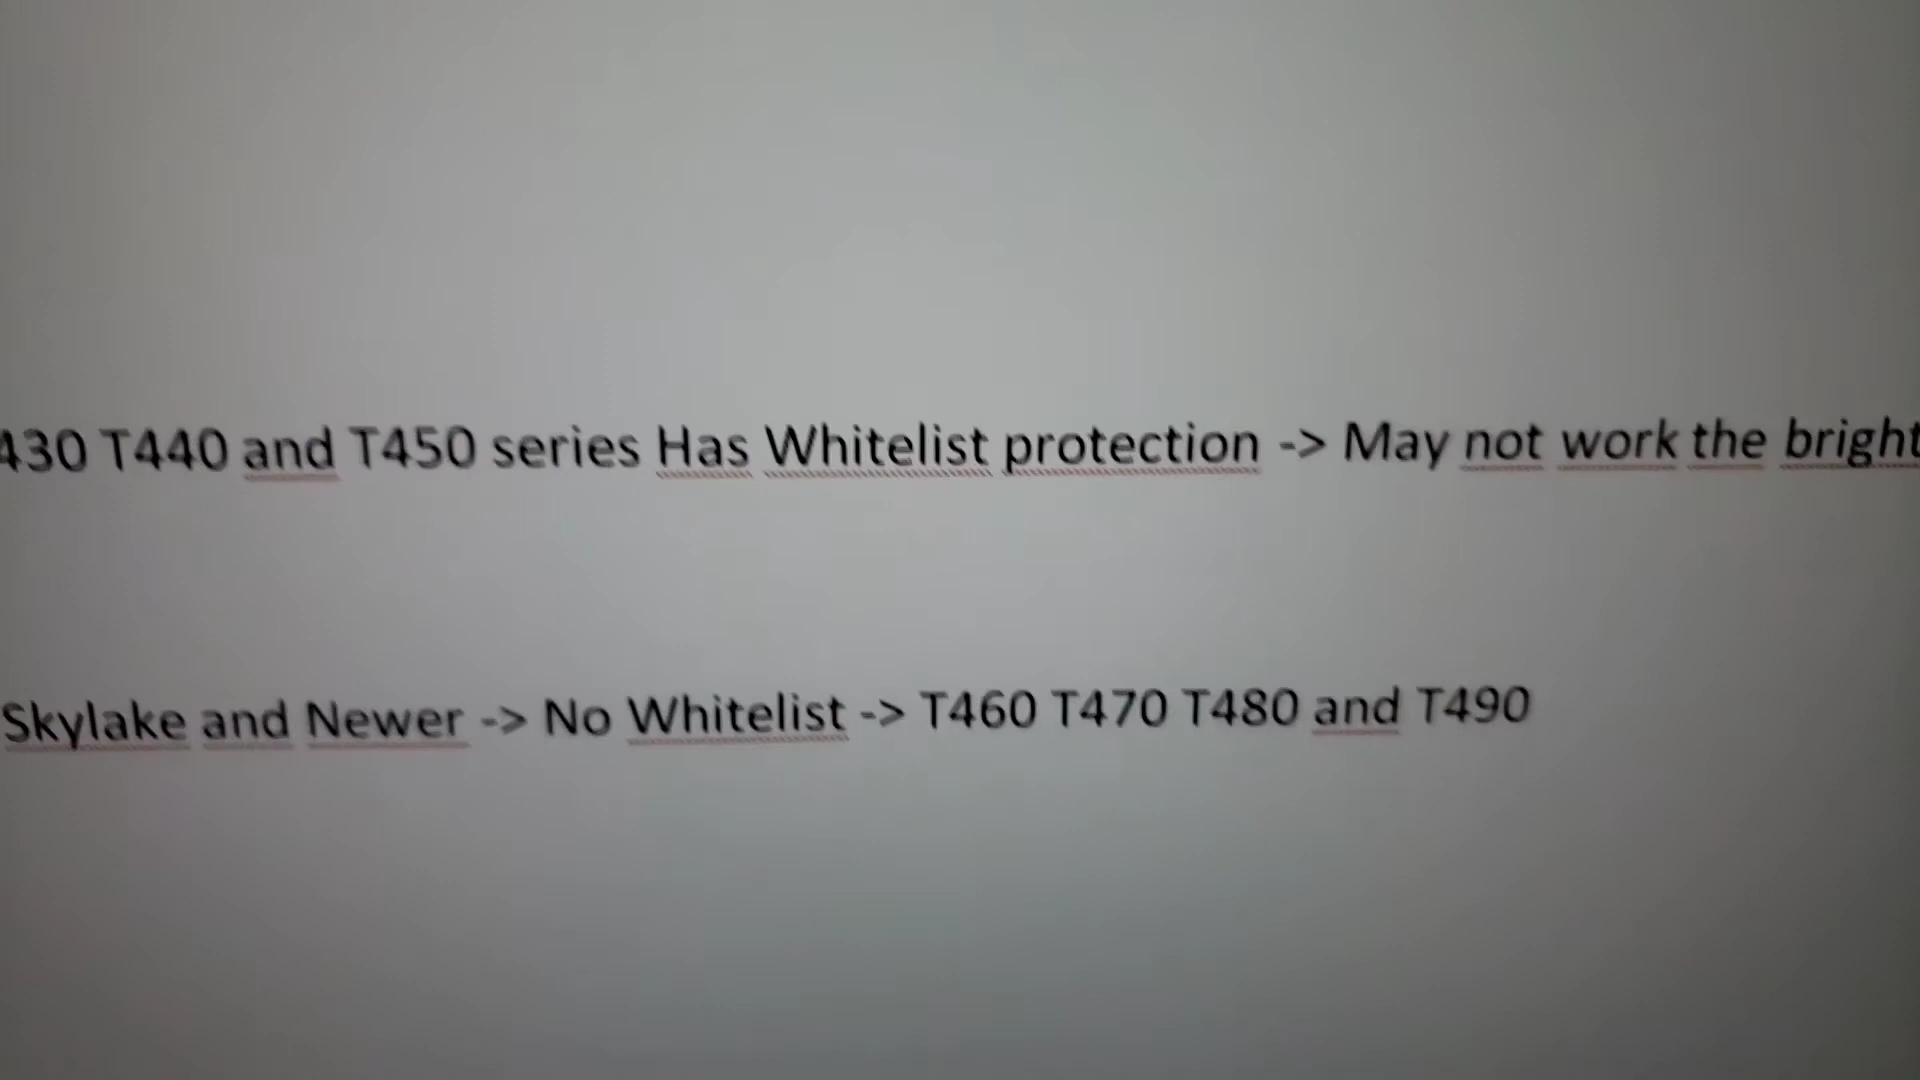 430 T440 and T450 series Has Whitelist protection -> May not work the bright
Skylake and Newer -> No Whitelist -> T460 T470 T480 and T490